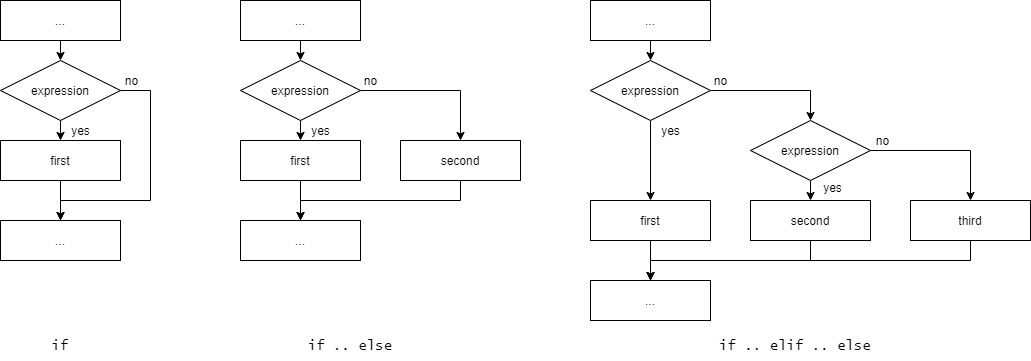 ...
expression
no
yes
first
...
if
...
expression
no
yes
first
second
...
if .. else
...
expression
no
yes
expression
no
yes
first
second
third
...
if .. elif .. else